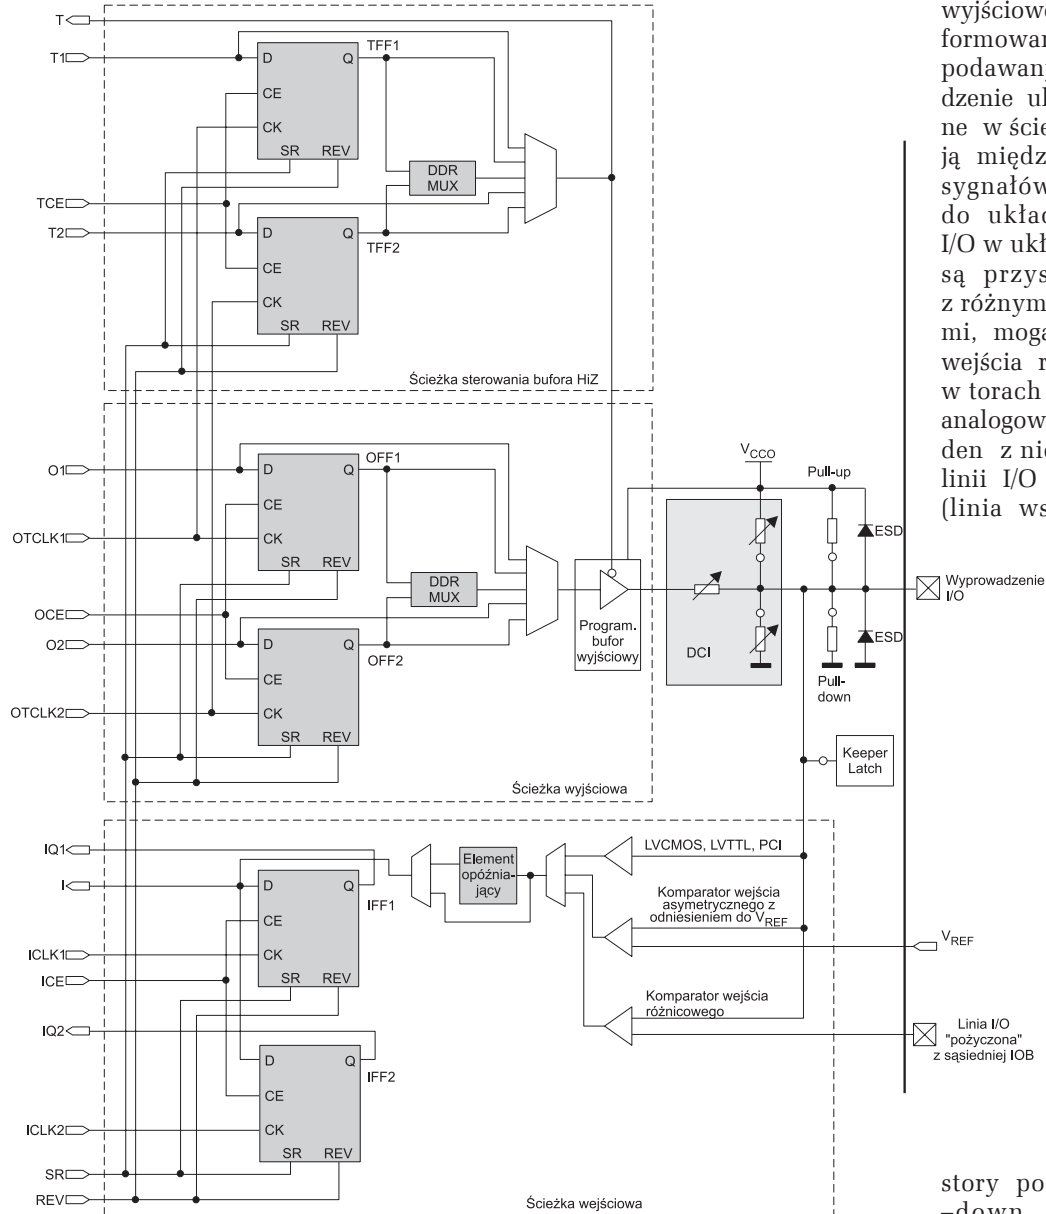 T
T1
D
Q
TFF1
CE
CK
SR REV
DDR
MUX
TCE
T2
D
Q
TFF2
CE
CK
SR REV
Ścieżka sterowania bufora HiZ
O1
D
Q
OFF1
CE
OTCLK1
CK
SR REV
DDR
MUX
OCE
O2
D
Q
OFF2
CE
OTCLK2
CK
SR REV
Program.
bufor
wyjściowy
Ścieżka wyjściowa
VCCO
Pull-up
ESD
DCI
ESD
Pull-
down
Wyprowadzenie
I/O
Keeper
Latch
IQ1
I
D
Q
IFF1
CE
ICLK1
CK
ICE
SR REV
IQ2
D
Q
IFF2
CE
ICLK2
CK
SR REV
SR
REV
Element
opóźnia-
jący
LVCMOS, LVTTL, PCI
Komparator wejścia
asymetrycznego z
odniesieniem do VREF
VREF
Komparator wejścia
różnicowego
Linia I/O
"pożyczona"
z sąsiedniej IOB
Ścieżka wejściowa
formowan
podawany
dzenie uk
ne w ście
ją międz
sygnałów
do układ
I/O w ukł
są przys
z różnym
mi, mogą
wejścia r
w torach
analogow
den z nie
linii I/O
(linia ws
story po
–down